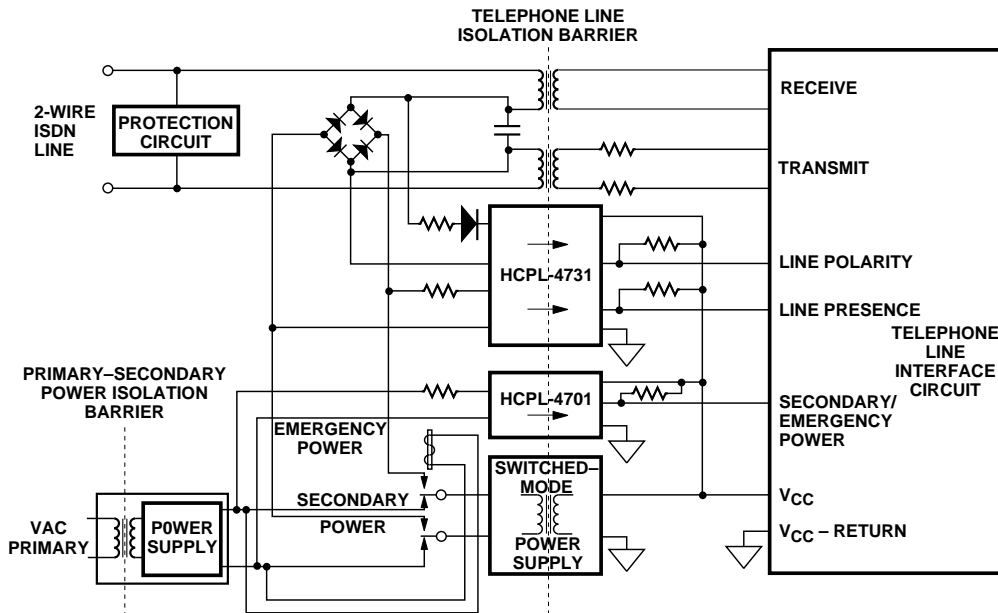 TELEPHONE LINE
ISOLATION BARRIER
2-WIRE
ISDN
LINE
PROTECTION
CIRCUIT
RECEIVE
TRANSMIT
HCPL-4731
LINE POLARITY
LINE PRESENCE
TELEPHONE
LINE
INTERFACE
CIRCUIT
PRIMARY–SECONDARY
POWER ISOLATION
BARRIER
HCPL-4701
SECONDARY/
EMERGENCY
POWER
EMERGENCY
POWER
SWITCHED–
MODE
POWER
SUPPLY
SECONDARY
POWER
VAC
PRIMARY
P0WER
SUPPLY
VCC
VCC – RETURN